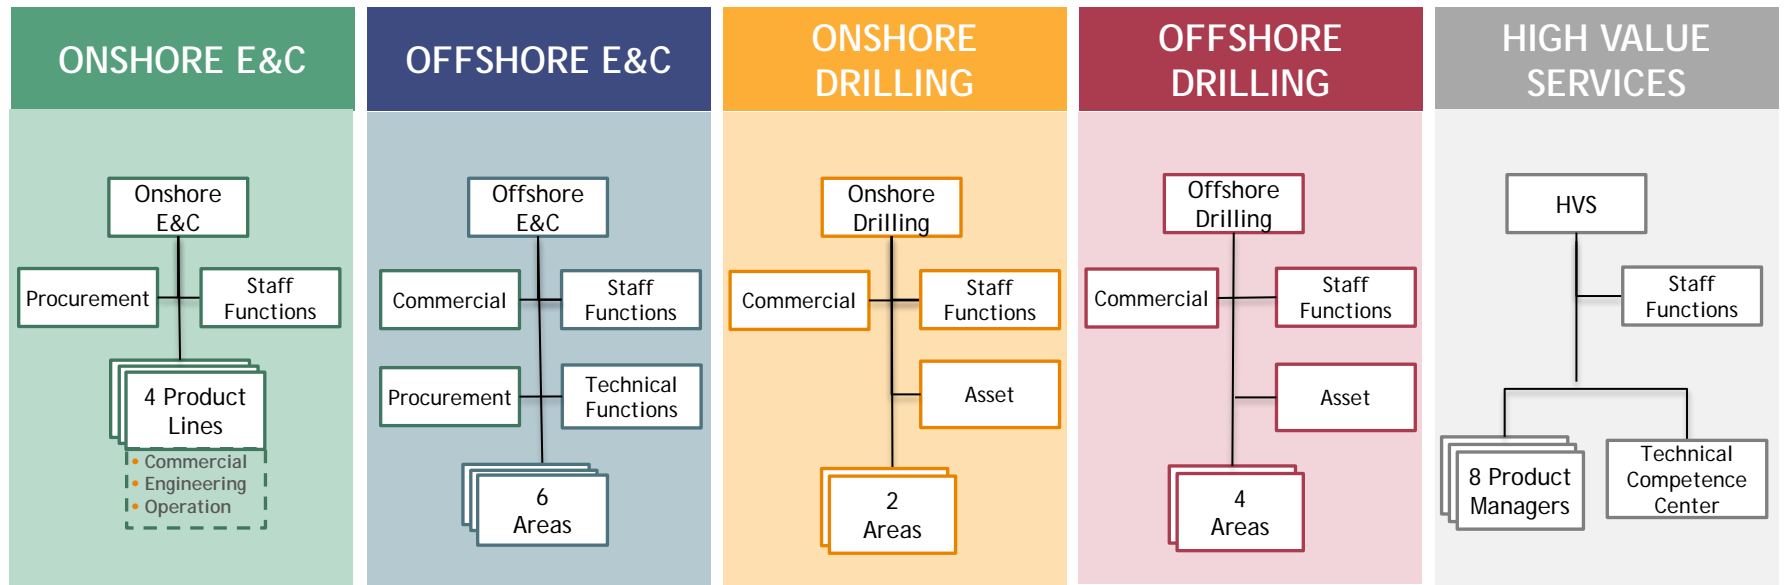 ONSHORE E&C
OFFSHORE E&C
ONSHORE
DRILLING
OFFSHORE
DRILLING
HIGH VALUE
SERVICES
Onshore
E&C
Procurement
Staff
Functions
4 Product
Lines
• Commercial
• Engineering
• Operation
Offshore
E&C
Commercial
Staff
Functions
Procurement
Technical
Functions
6
Areas
Onshore
Drilling
Commercial
Staff
Functions
Asset
2
Areas
Offshore
Drilling
Commercial
Staff
Functions
Asset
4
Areas
HVS
Staff
Functions
8 Product
Managers
Technical
Competence
Center